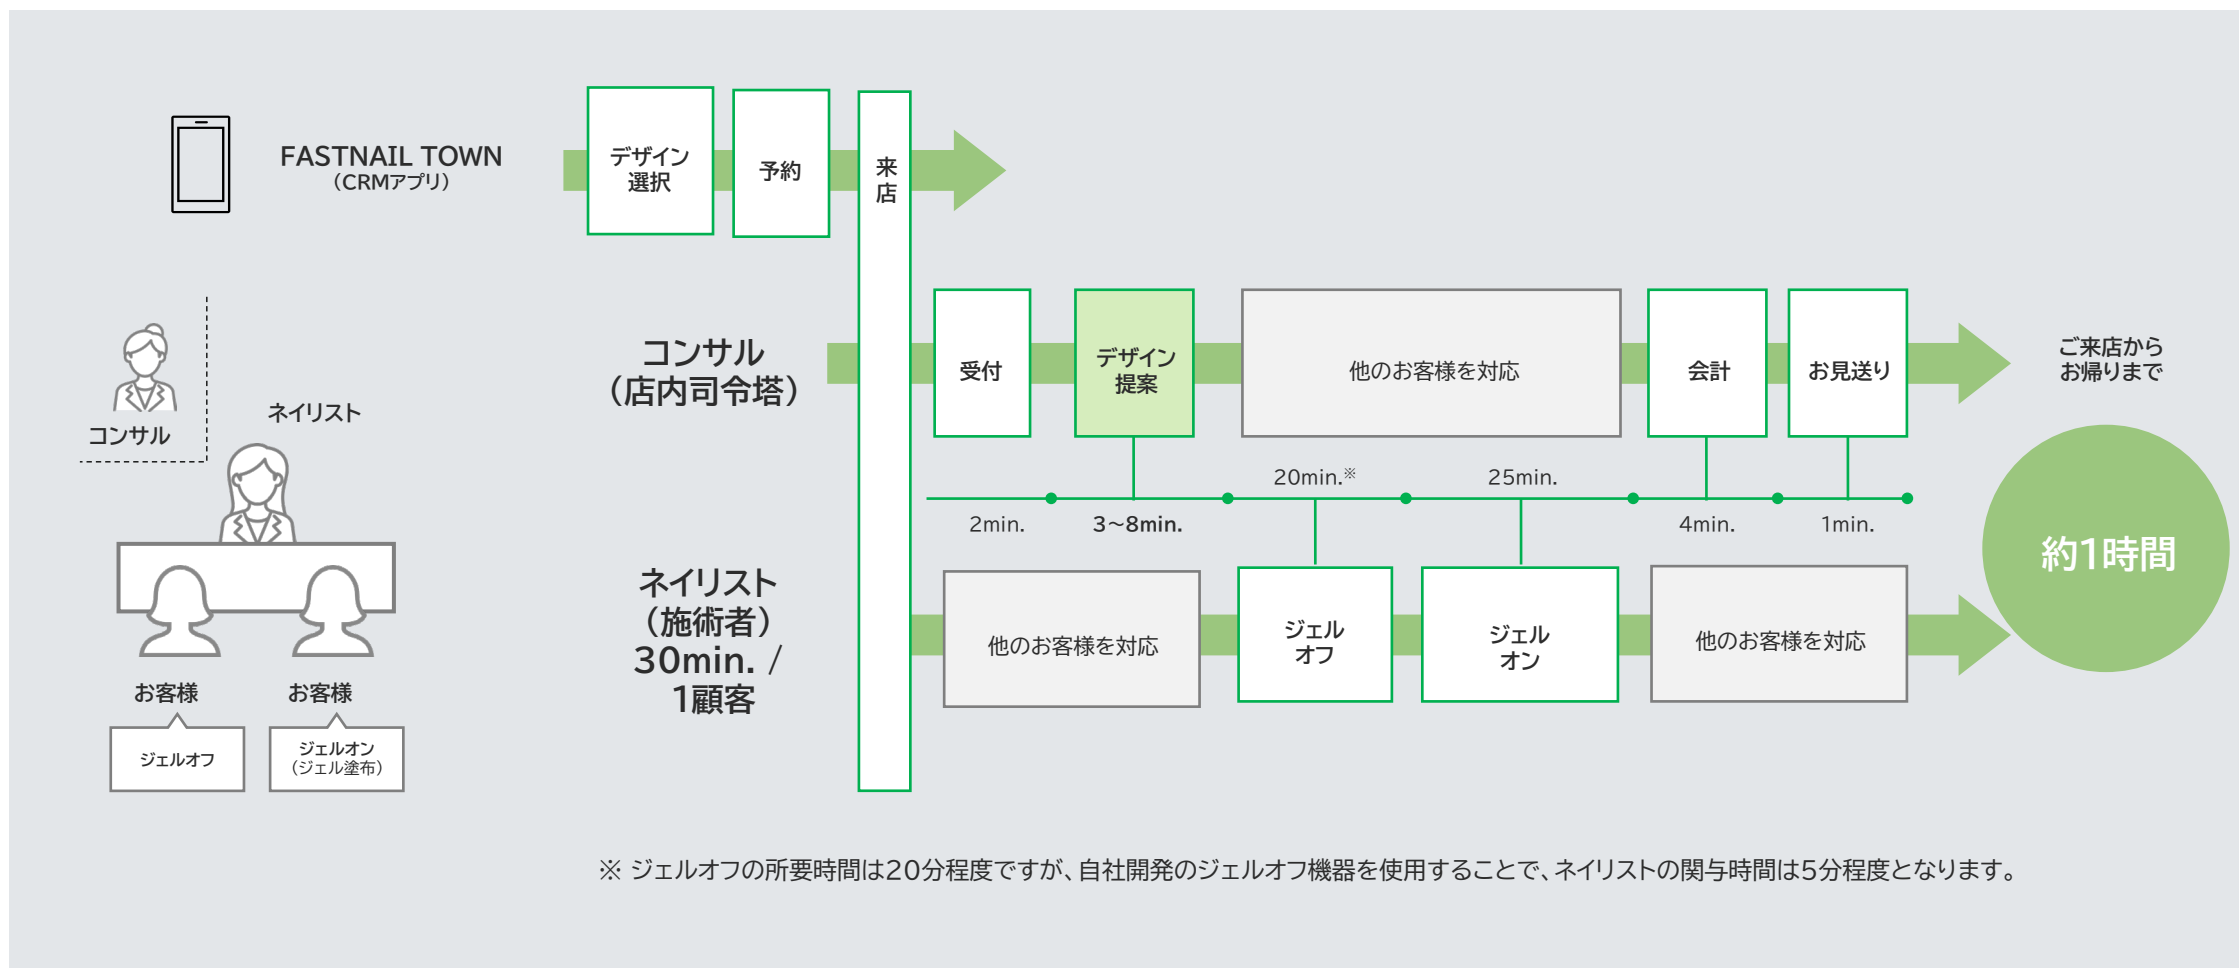 FASTNAIL TOWN
（CRMアプリ）
デザイン
選択
予約
来
店
コンサル
（店内司令塔）
受付
デザイン
提案
他のお客様を対応
会計
お見送り
ご来店から
お帰りまで
コンサル
ネイリスト
20min.※
25min.
2min.
3～8min.
4min.
1min.
約1時間
ネイリスト
（施術者）
30min. /
1顧客
他のお客様を対応
ジェル
オフ
ジェル
オン
他のお客様を対応
お客様
お客様
ジェルオフ
ジェルオン
（ジェル塗布）
※ ジェルオフの所要時間は20分程度ですが、自社開発のジェルオフ機器を使用することで、ネイリストの関与時間は5分程度となります。